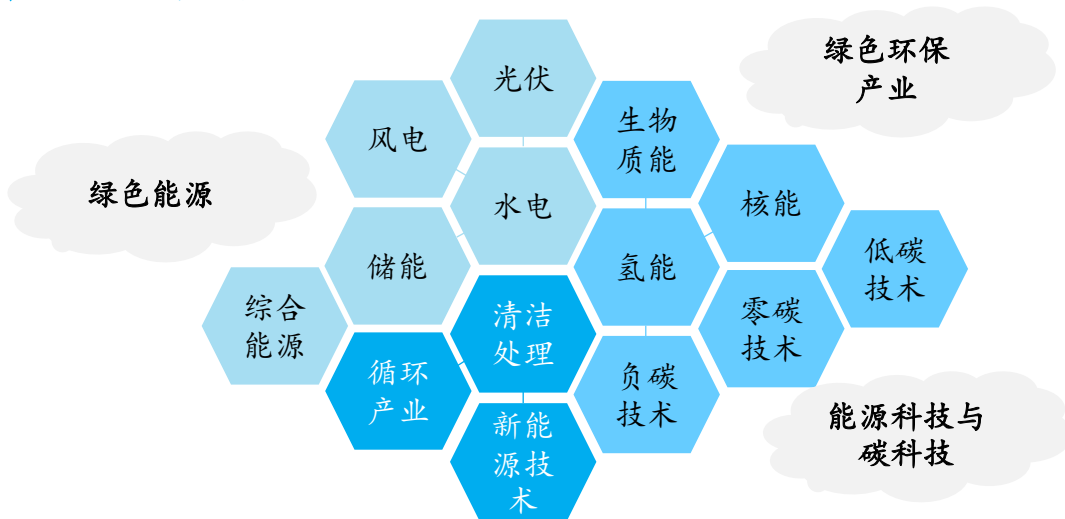 绿色环保
产业
光伏
风电
生物
质能
绿色能源
水电
核能
储能
氢能
低碳
技术
综合
能源
清洁
处理
零碳
技术
循环
产业
负碳
技术
新能
源技
术
能源科技与
碳科技